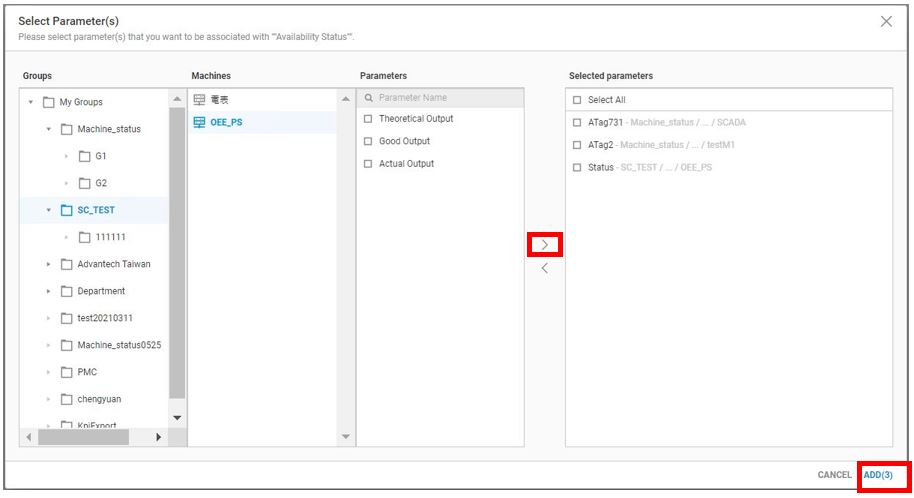 Select Parameter(s)
Please select parameter(s) that you want to be associated with ""Availability Status"".
Groups
My Groups
Machine_status
G1
G2
SC_TEST
111111
Advantech Taiwan
Department
test20210311
Machine_status0525
PMC
chengyuan
KpiExport
Machines
電表
OEE_PS
Parameters
Parameter Name
Theoretical Output
Good Output
Actual Output
Selected parameters
Select All
ATag731 - Machine_status / ... / SCADA
ATag2 - Machine_status / ... / testM1
Status - SC_TEST / ... / OEE_PS
CANCEL ADD(3)